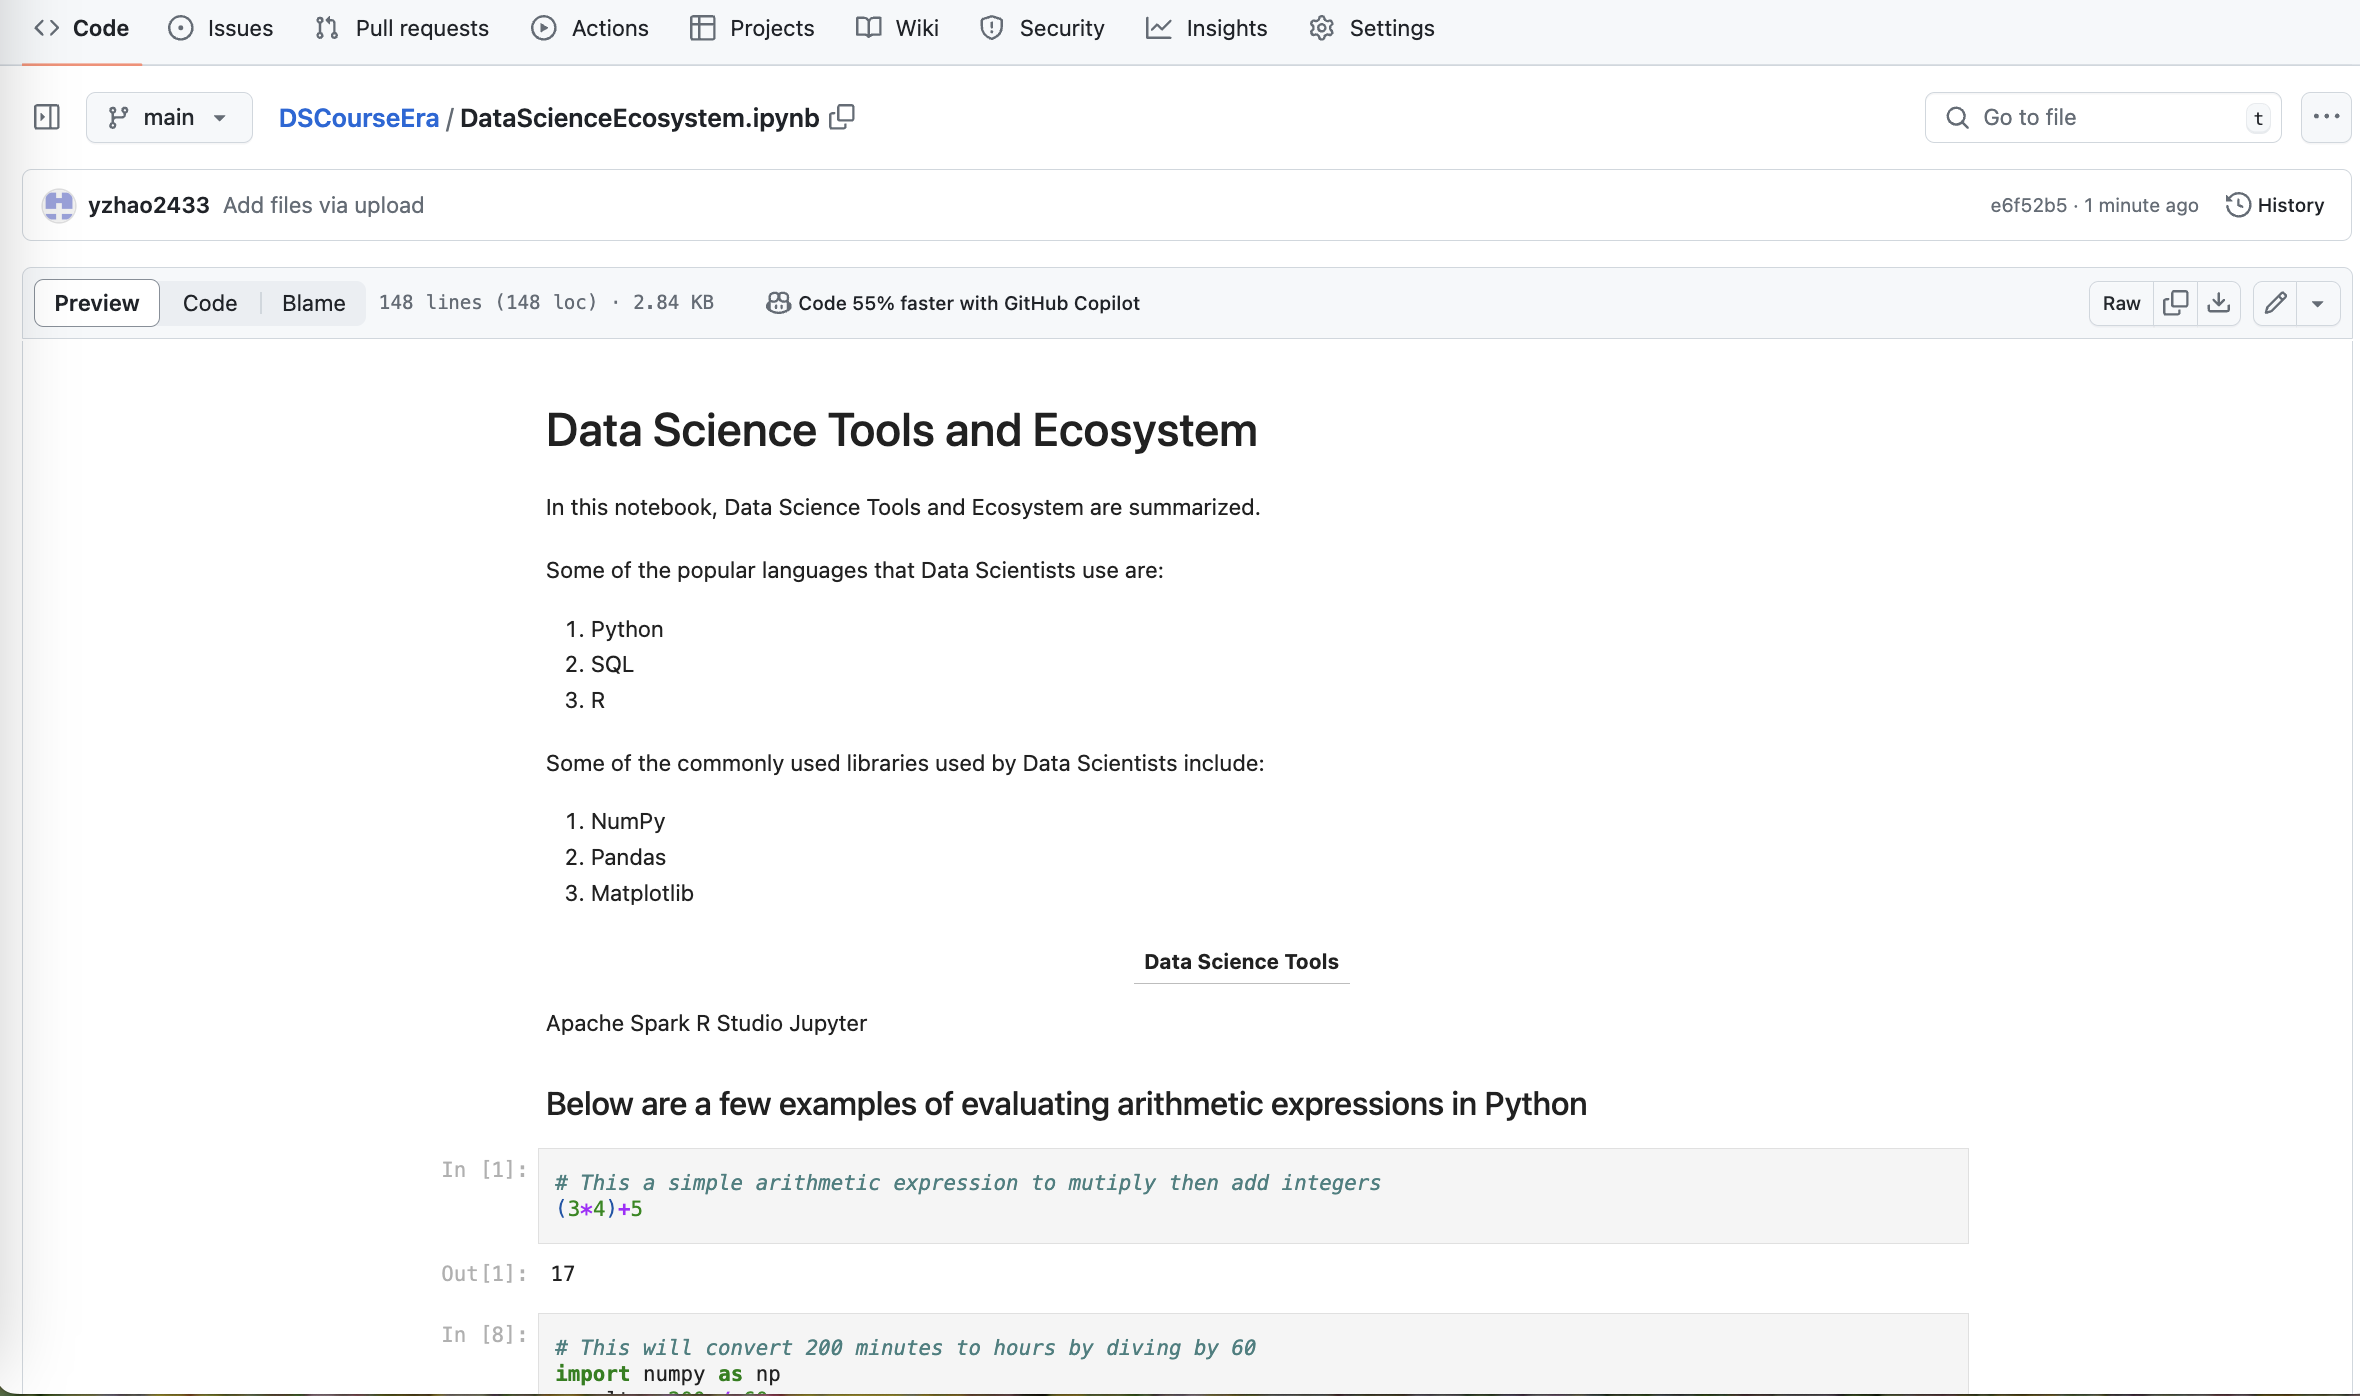 Code Issues Pull requests Actions Projects Wiki Security Insights Settings
main DSCourseEra / DataScienceEcosystem.ipynb Go to file t
yzhao2433 Add files via upload e6f52b5 · 1 minute ago History
Preview Code Blame 148 lines (148 loc) · 2.84 KB Code 55% faster with GitHub Copilot Raw
Data Science Tools and Ecosystem
In this notebook, Data Science Tools and Ecosystem are summarized.
Some of the popular languages that Data Scientists use are:
1. Python
2. SQL
3. R
Some of the commonly used libraries used by Data Scientists include:
1. NumPy
2. Pandas
3. Matplotlib
Data Science Tools
Apache Spark R Studio Jupyter
Below are a few examples of evaluating arithmetic expressions in Python
In [1]: # This a simple arithmetic expression to mutiply then add integers
(3*4)+5
Out[1]: 17
In [8]: # This will convert 200 minutes to hours by diving by 60
import numpy as np